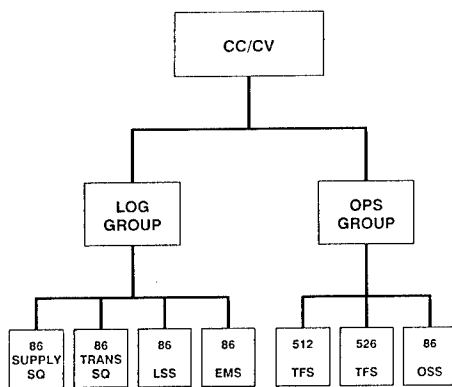 CC/CV
LOG
GROUP
OPS
GROUP
86
SUPPLY
SQ
86
TRANS
SQ
86
LSS
86
EMS
512
TFS
526
TFS
86
OSS